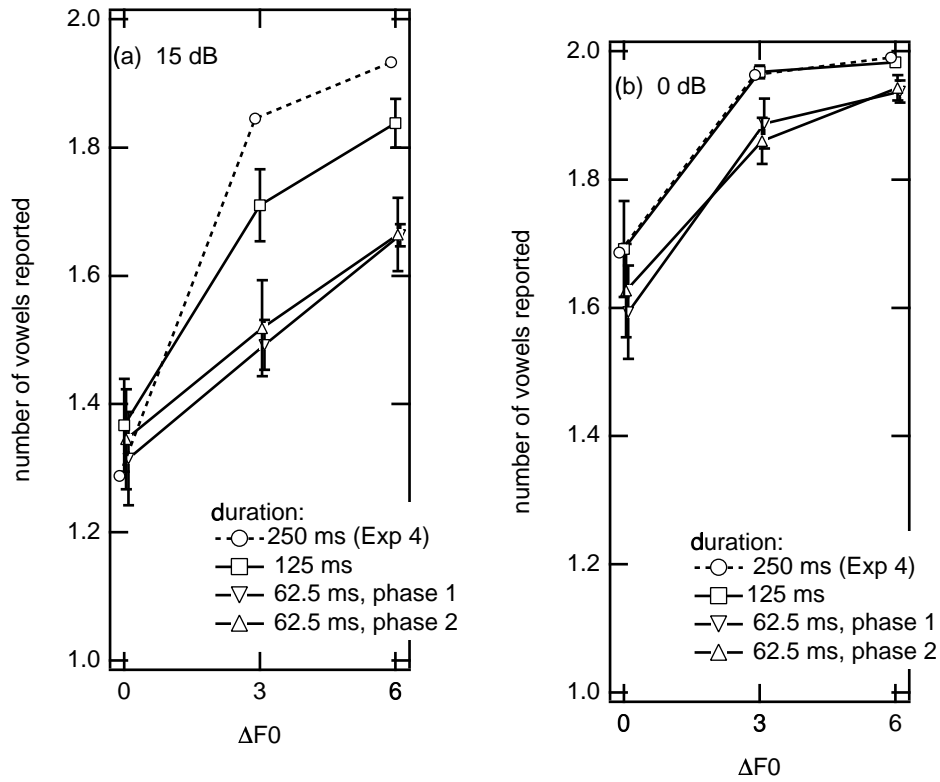 (a) 15 dB
number of vowels reported
2.0
1.8
1.6
1.4
1.2
1.0
0 3 6
ΔF0
duration:
250 ms (Exp 4)
125 ms
62.5 ms, phase 1
62.5 ms, phase 2
(b) 0 dB
number of vowels reported
2.0
1.8
1.6
1.4
1.2
1.0
0 3 6
ΔF0
duration:
250 ms (Exp 4)
125 ms
62.5 ms, phase 1
62.5 ms, phase 2